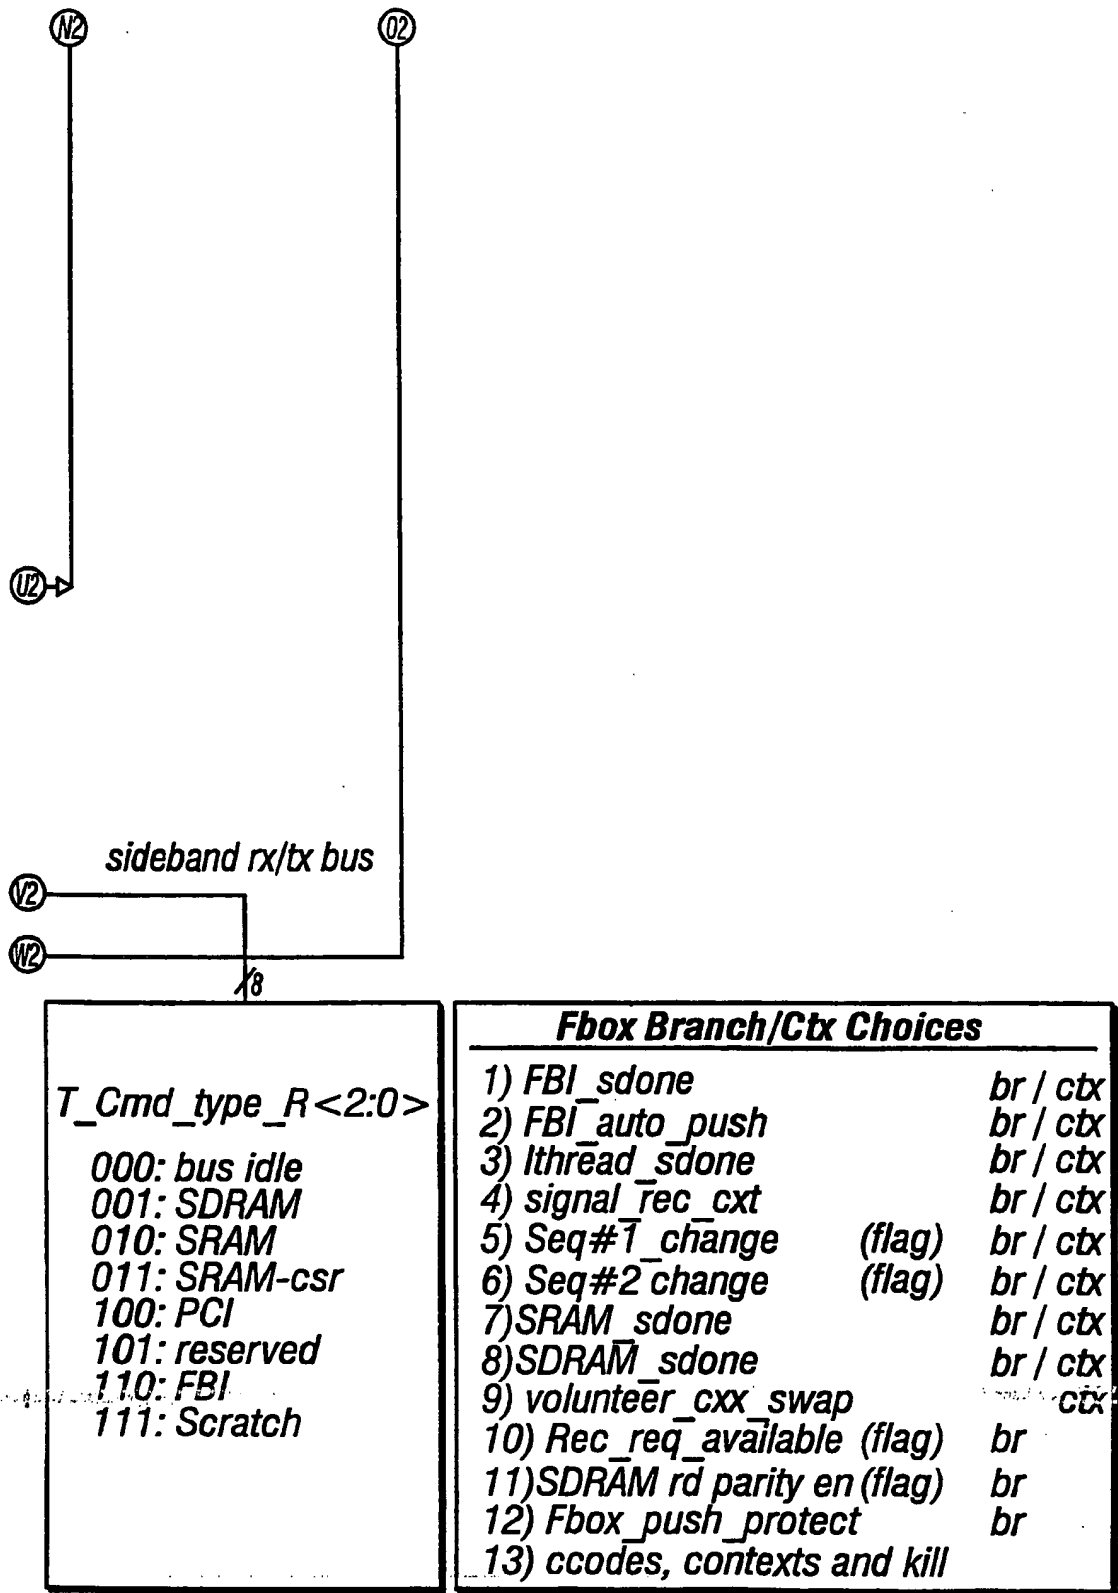 N2
O2
U2
sideband rx/tx bus
V2
W2
8
T_Cmd_type_R<2:0>
000: bus idle
001: SDRAM
010: SRAM
011: SRAM-csr
100: PCI
101: reserved
110: FBI
111: Scratch
Fbox Branch/Ctx Choices
1) FBI_sdone br / ctx
2) FBI_auto_push br / ctx
3) Ithread_sdone br / ctx
4) signal_rec_cxt br / ctx
5) Seq#1_change (flag) br / ctx
6) Seq#2 change (flag) br / ctx
7)SRAM_sdone br / ctx
8)SDRAM_sdone br / ctx
9) volunteer_cxx_swap ctx
10) Rec_req_available (flag) br
11)SDRAM rd parity en (flag) br
12) Fbox_push_protect br
13) ccodes, contexts and kill